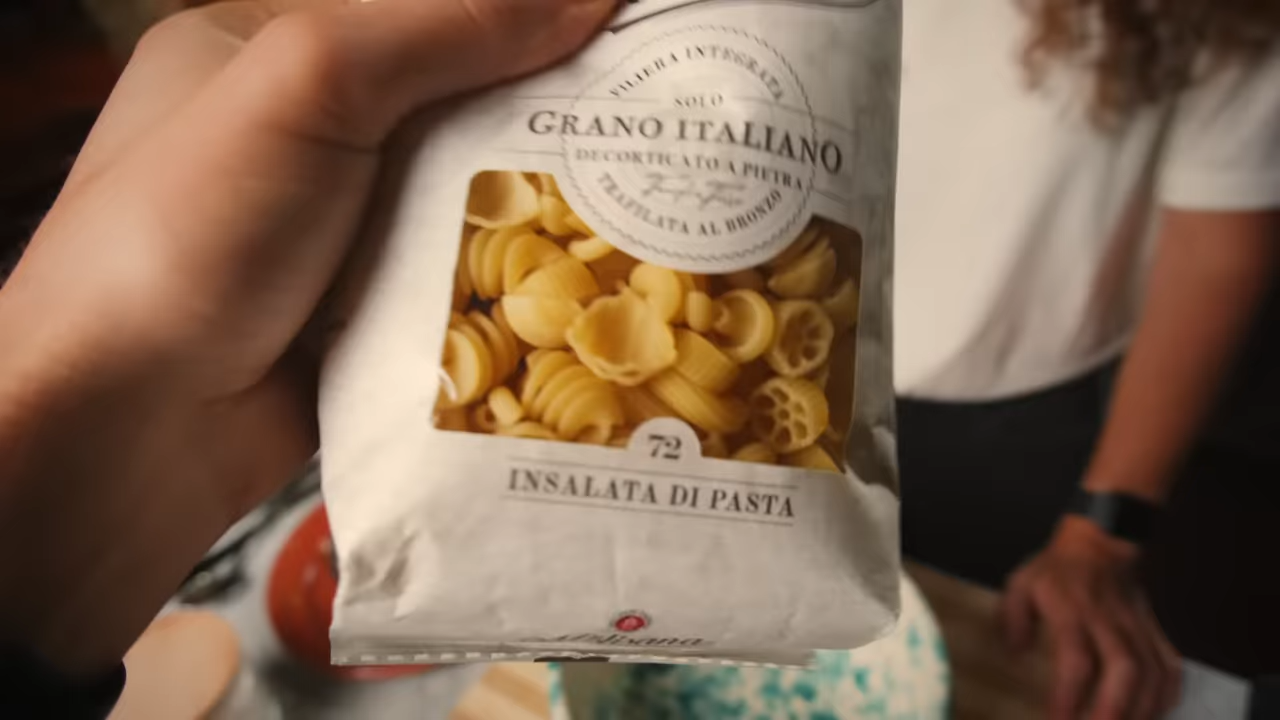 FILIERA INTEGRATA
SOLO
GRANO ITALIANO
DECORTICATO A PIETRA
TRAFILATA AL BRONZO
72
INSALATA DI PASTA